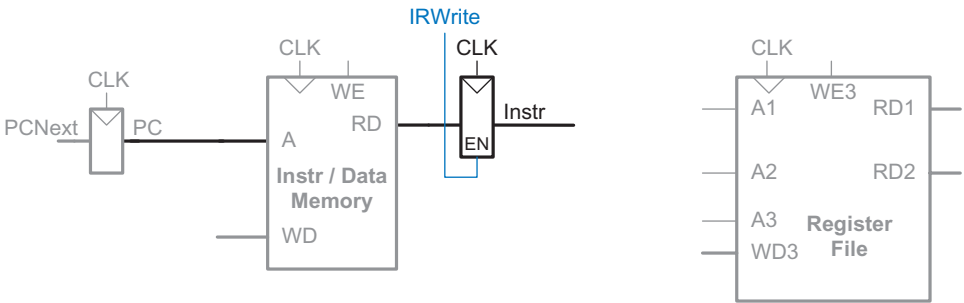 IRWrite
CLK
CLK
CLK
CLK
WE
WE3
PCNext
PC
A
RD
EN
Instr
Instr / Data
Memory
WD
A1
RD1
A2
RD2
A3
Register
File
WD3